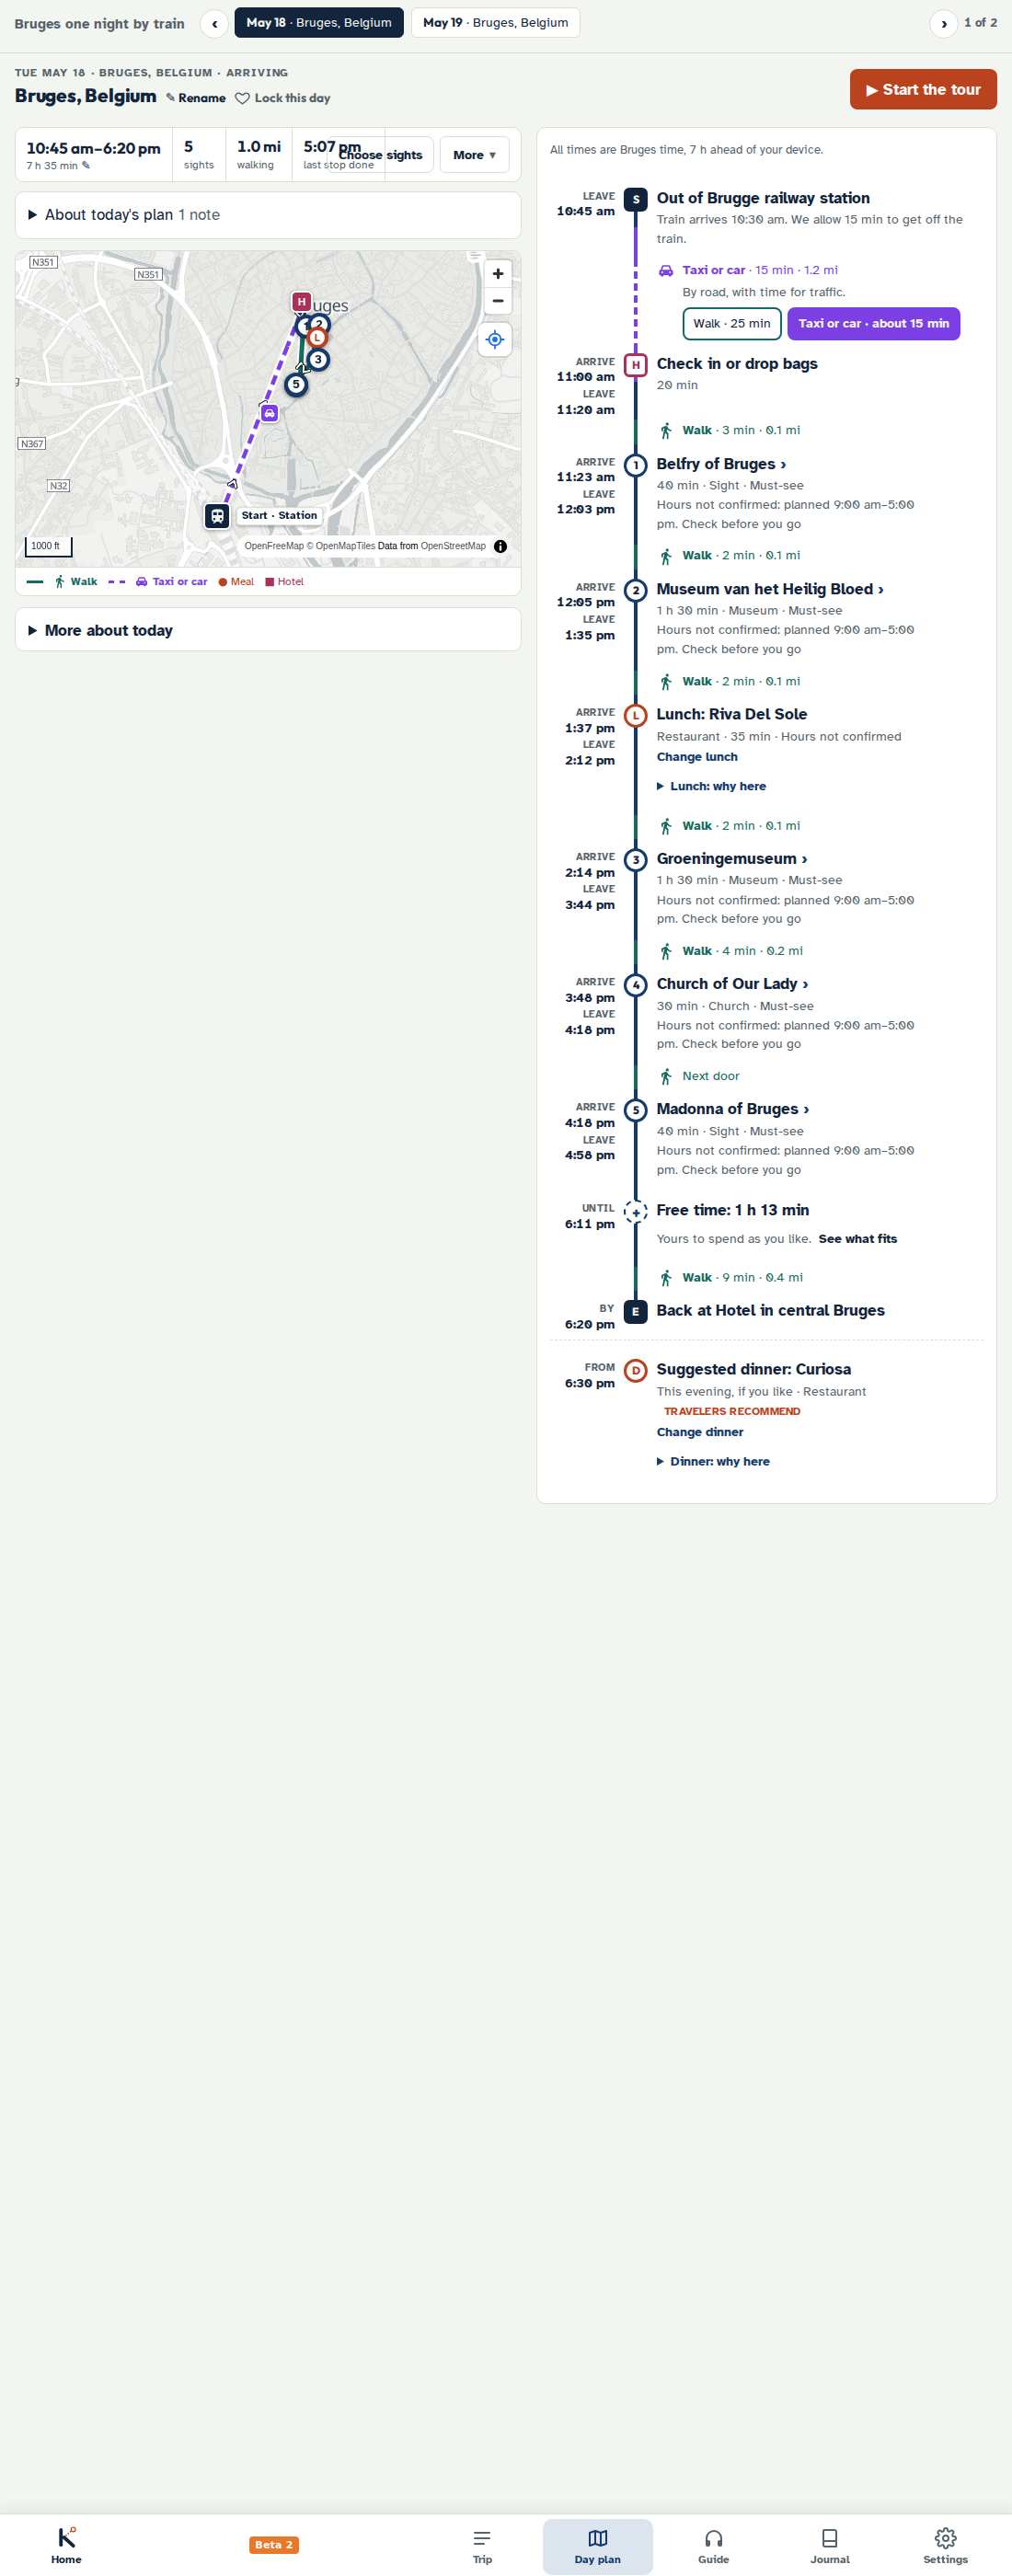 Bruges one night by train
‹
May 18 · Bruges, Belgium
May 19 · Bruges, Belgium
›
1 of 2
TUE MAY 18 · BRUGES, BELGIUM · ARRIVING
Bruges, Belgium ✎ Rename Lock this day
▶ Start the tour
10:45 am–6:20 pm
7 h 35 min ✎
5
sights
1.0 mi
walking
5:07 pm
last stop done
Choose sights
More ▾
▶ About today's plan 1 note
N351
N351
N367
N32
uges
H
1
2
L
3
5
Start · Station
+
−
1000 ft
OpenFreeMap © OpenMapTiles Data from OpenStreetMap
Walk
Taxi or car
Meal
Hotel
▶ More about today
All times are Bruges time, 7 h ahead of your device.
LEAVE
10:45 am
S
Out of Brugge railway station
Train arrives 10:30 am. We allow 15 min to get off the
train.
Taxi or car · 15 min · 1.2 mi
By road, with time for traffic.
Walk · 25 min
Taxi or car · about 15 min
ARRIVE
11:00 am
LEAVE
11:20 am
H
Check in or drop bags
20 min
Walk · 3 min · 0.1 mi
ARRIVE
11:23 am
LEAVE
12:03 pm
1
Belfry of Bruges ›
40 min · Sight · Must-see
Hours not confirmed: planned 9:00 am–5:00
pm. Check before you go
Walk · 2 min · 0.1 mi
ARRIVE
12:05 pm
LEAVE
1:35 pm
2
Museum van het Heilig Bloed ›
1 h 30 min · Museum · Must-see
Hours not confirmed: planned 9:00 am–5:00
pm. Check before you go
Walk · 2 min · 0.1 mi
ARRIVE
1:37 pm
LEAVE
2:12 pm
L
Lunch: Riva Del Sole
Restaurant · 35 min · Hours not confirmed
Change lunch
▶ Lunch: why here
Walk · 2 min · 0.1 mi
ARRIVE
2:14 pm
LEAVE
3:44 pm
3
Groeningemuseum ›
1 h 30 min · Museum · Must-see
Hours not confirmed: planned 9:00 am–5:00
pm. Check before you go
Walk · 4 min · 0.2 mi
ARRIVE
3:48 pm
LEAVE
4:18 pm
4
Church of Our Lady ›
30 min · Church · Must-see
Hours not confirmed: planned 9:00 am–5:00
pm. Check before you go
Next door
ARRIVE
4:18 pm
LEAVE
4:58 pm
5
Madonna of Bruges ›
40 min · Sight · Must-see
Hours not confirmed: planned 9:00 am–5:00
pm. Check before you go
UNTIL
6:11 pm
+
Free time: 1 h 13 min
Yours to spend as you like. See what fits
Walk · 9 min · 0.4 mi
BY
6:20 pm
E
Back at Hotel in central Bruges
FROM
6:30 pm
D
Suggested dinner: Curiosa
This evening, if you like · Restaurant
TRAVELERS RECOMMEND
Change dinner
▶ Dinner: why here
Home
Beta 2
Trip
Day plan
Guide
Journal
Settings